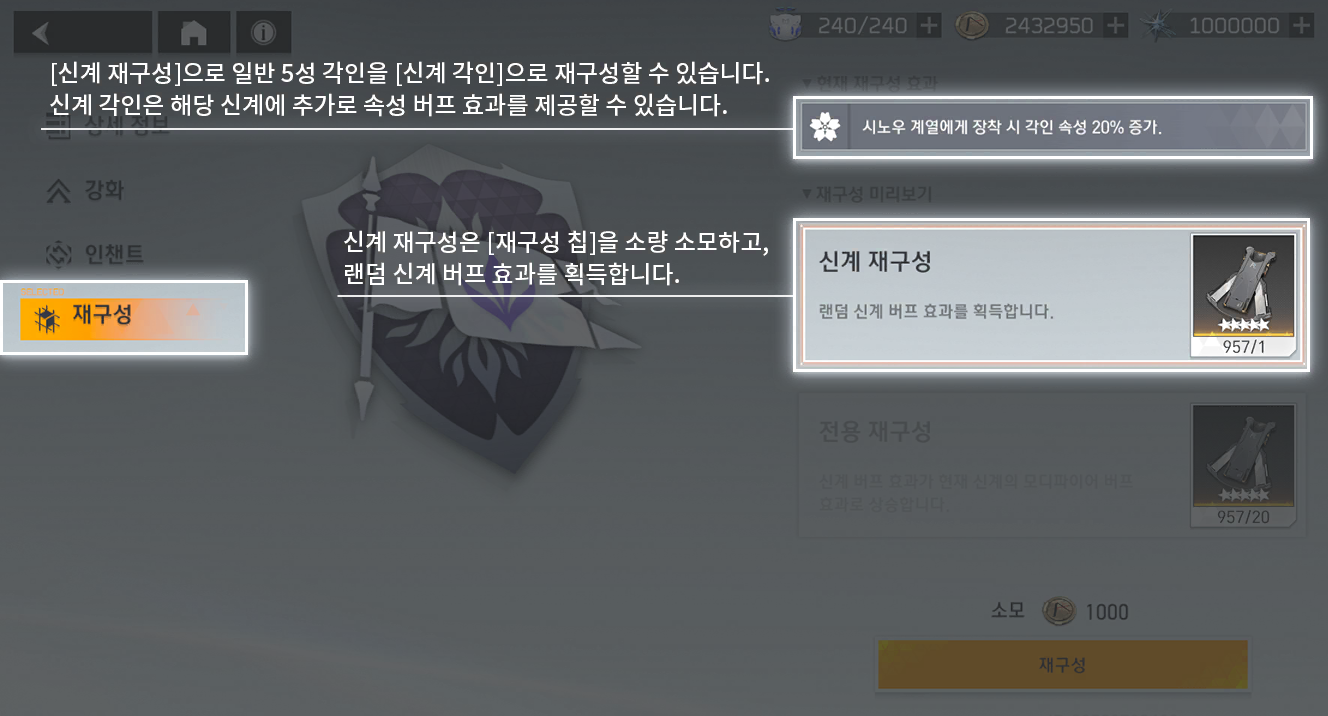 240/240
2432950
1000000
[신계 재구성]으로 일반 5성 각인을 [신계 각인]으로 재구성할 수 있습니다.
신계 각인은 해당 신계에 추가로 속성 버프 효과를 제공할 수 있습니다.
▼현재 재구성 효과
상세 정보
시노우 계열에게 장착 시 각인 속성 20% 증가.
강화
▼재구성 미리보기
인챈트
신계 재구성은 [재구성 칩]을 소량 소모하고,
랜덤 신계 버프 효과를 획득합니다.
신계 재구성
랜덤 신계 버프 효과를 획득합니다.
957/1
SELECTED
재구성
전용 재구성
신계 버프 효과가 현재 신계의 모디파이어 버프
효과로 상승합니다.
957/20
소모 1000
재구성